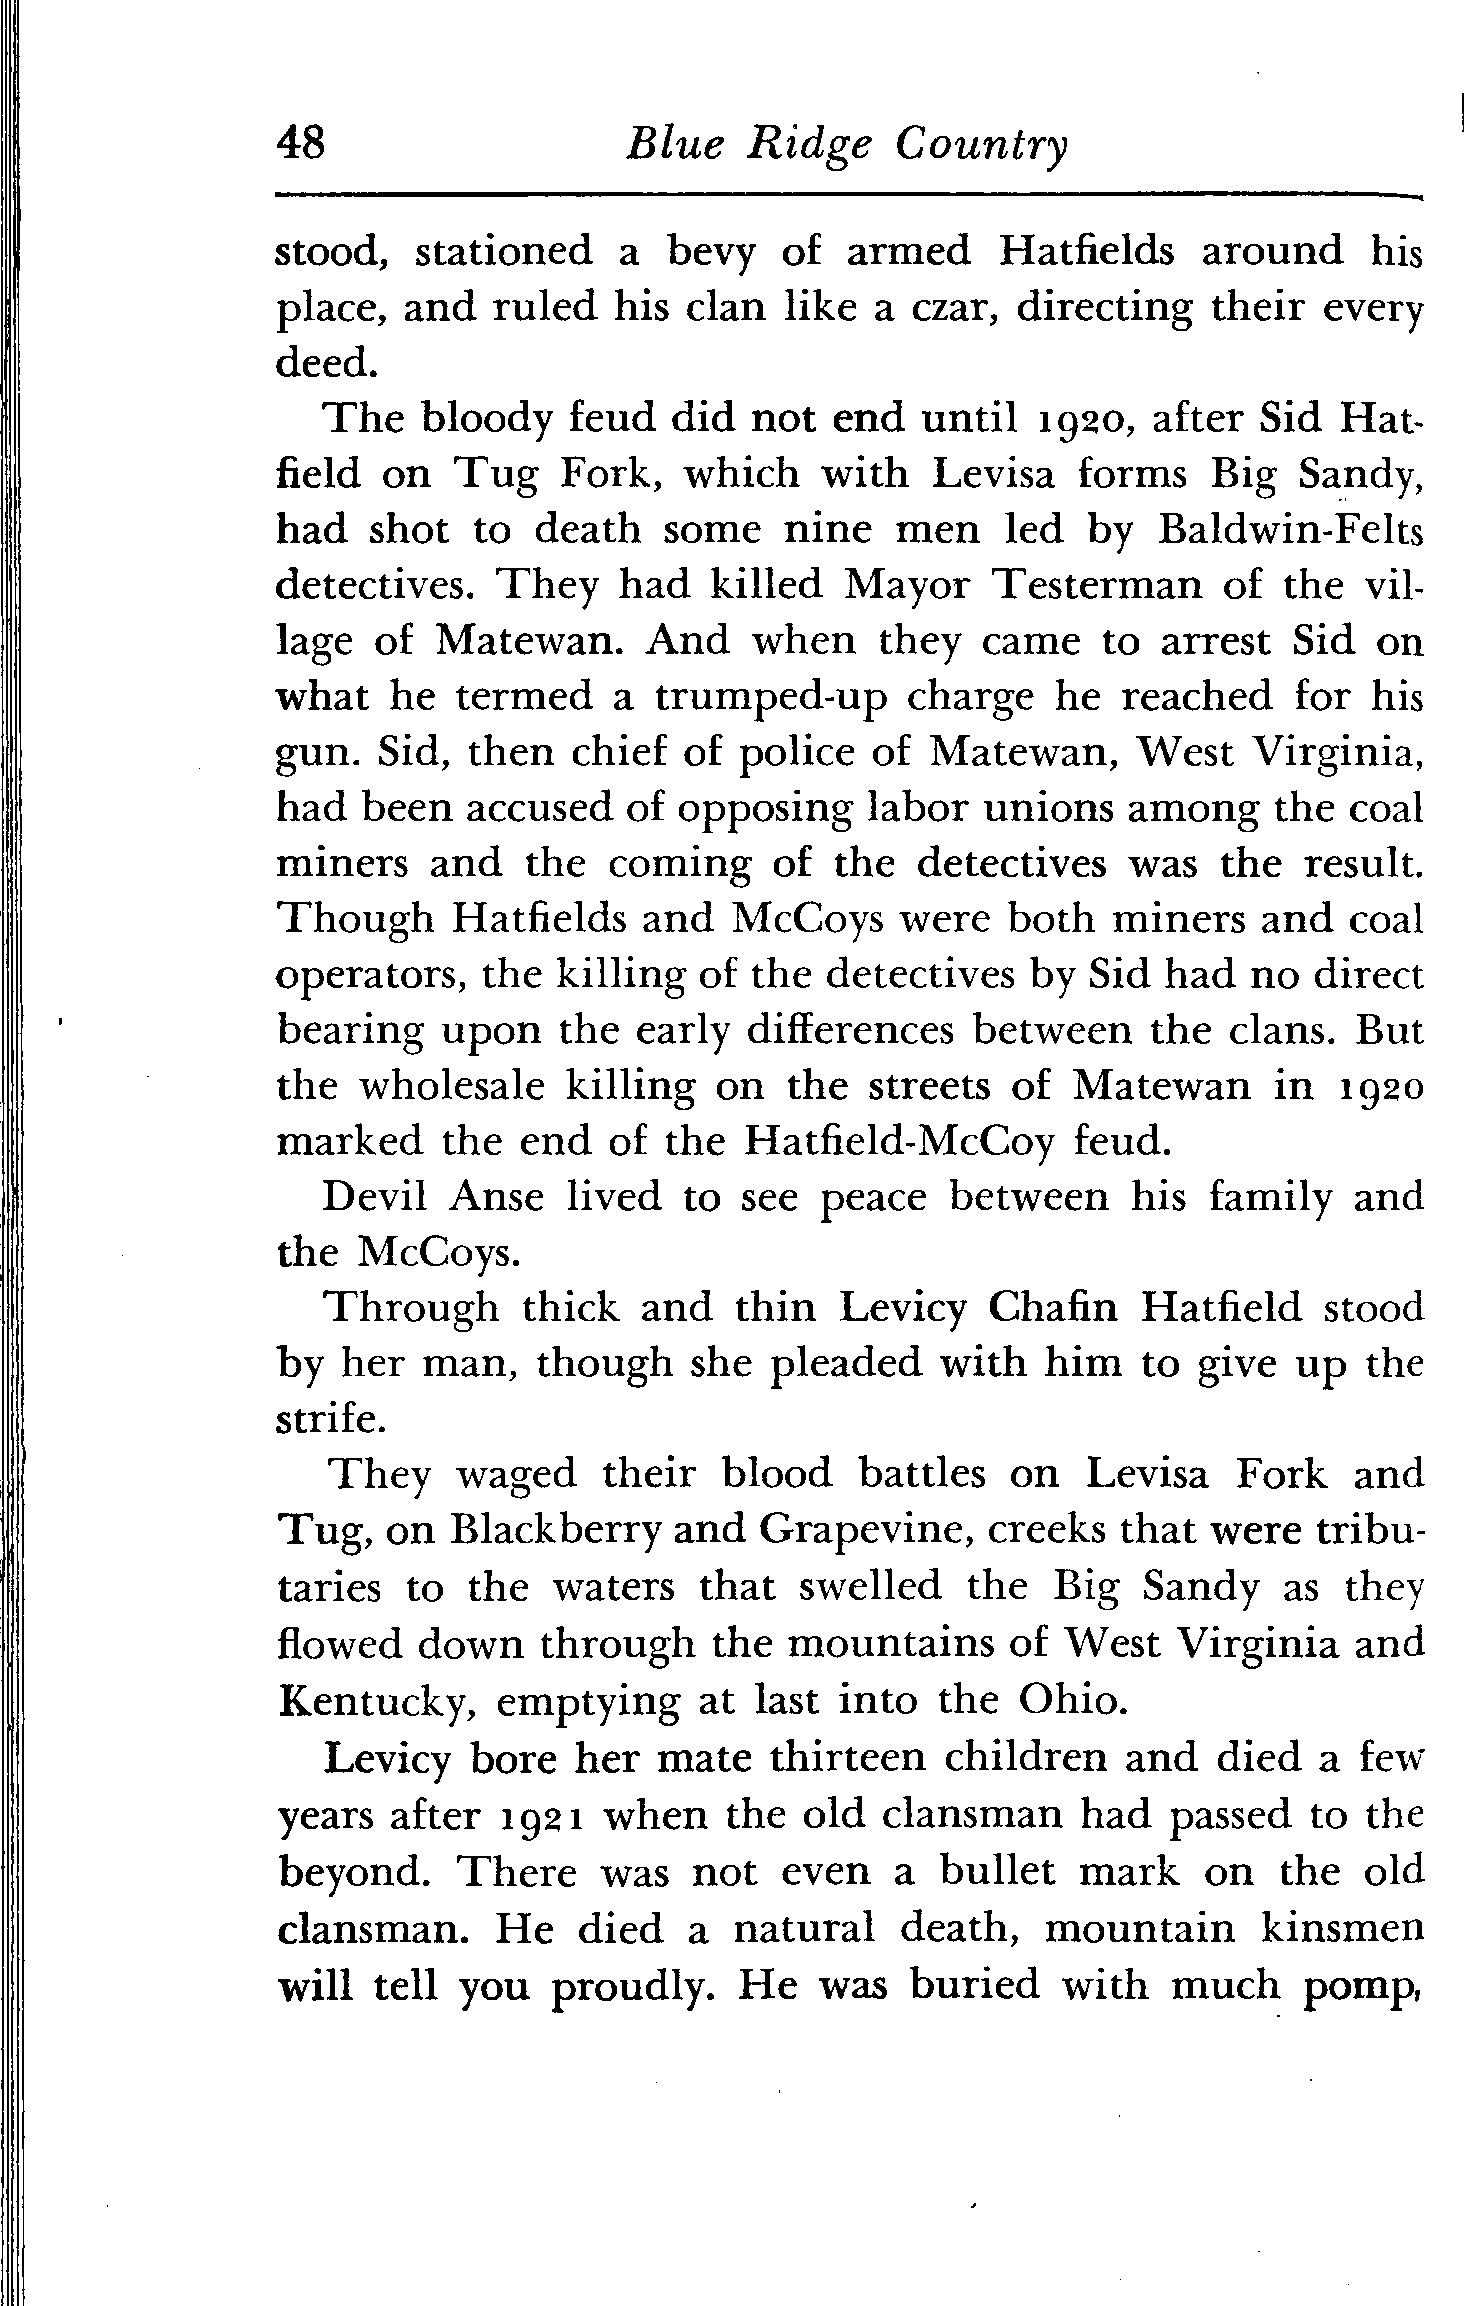 48 Blue Ridge Country
stood, stationed a bevy of armed Hatfields around his
place, and ruled his clan like a czar, directing their every
deed.
The bloody feud did not end until 1920, after Sid Hat-
field on Tug Fork, which with Levisa forms Big Sandy,
had shot to death some nine men led by Baldwin-Felts
detectives. They had killed Mayor Testerman of the vil-
lage of Matewan. And when they came to arrest Sid on
what he termed a trumped-up charge he reached for his
gun. Sid, then chief of police of Matewan, West Virginia,
had been accused of opposing labor unions among the coal
miners and the coming of the detectives was the result.
Though Hatfields and McCoys were both miners and coal
operators, the killing of the detectives by Sid had no direct
bearing upon the early differences between the clans. But
the wholesale killing on the streets of Matewan in 1920
marked the end of the Hatfield-McCoy feud.
Devil Anse lived to see peace between his family and
the McCoys.
Through thick and thin Levicy Chafin Hatfield stood
by her man, though she pleaded with him to give up the
strife.
They waged their blood battles on Levisa Fork and
Tug, on Blackberry and Grapevine, creeks that were tribu-
taries to the waters that swelled the Big Sandy as they
flowed down through the mountains of West Virginia and
Kentucky, emptying at last into the Ohio.
Levicy bore her mate thirteen children and died a few
years after 1921 when the old clansman had passed to the
beyond. There was not even a bullet mark on the old
clansman. He died a natural death, mountain kinsmen
will tell you proudly. He was buried with much pomp,